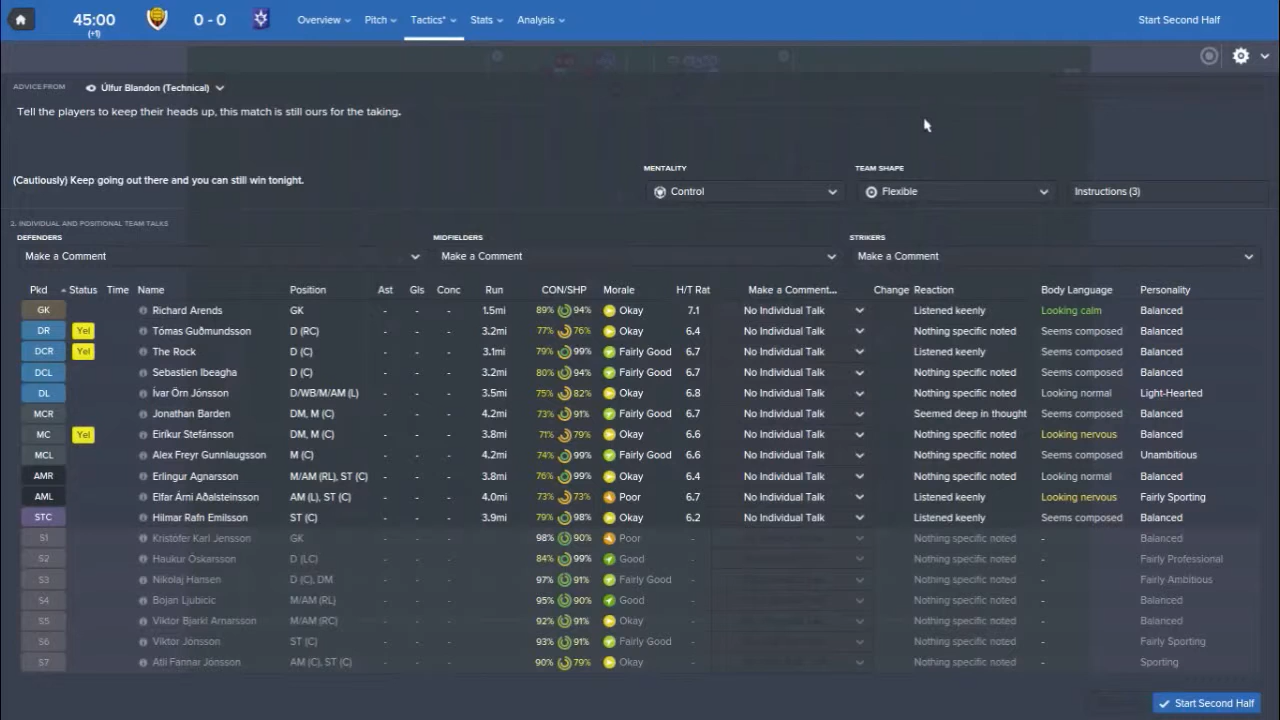 45:00 0 - 0 Overview Pitch Tactics* Stats Analysis Start Second Half
(+1)
ADVICE FROM Úlfur Blandon (Technical)
Tell the players to keep their heads up, this match is still ours for the taking.
MENTALITY TEAM SHAPE
(Cautiously) Keep going out there and you can still win tonight.
Control Flexible Instructions (3)
2. INDIVIDUAL AND POSITIONAL TEAM TALKS
DEFENDERS MIDFIELDERS STRIKERS
Make a Comment Make a Comment Make a Comment
Pkd Status Time Name Position Ast Gls Conc Run CON/SHP Morale H/T Rat Make a Comment... Change Reaction Body Language Personality
GK Richard Arends GK - - - 1.5mi 89% 94% Okay 7.1 No Individual Talk Listened keenly Looking calm Balanced
DR Yel Tómas Guðmundsson D (RC) - - - 3.2mi 77% 76% Okay 6.4 No Individual Talk Nothing specific noted Seems composed Balanced
DCR Yel The Rock D (C) - - - 3.1mi 79% 99% Fairly Good 6.7 No Individual Talk Listened keenly Seems composed Balanced
DCL Sebastien Ibeagha D (C) - - - 3.2mi 80% 94% Fairly Good 6.7 No Individual Talk Nothing specific noted Seems composed Balanced
DL Ívar Örn Jónsson D/WB/M/AM (L) - - - 3.5mi 75% 82% Okay 6.8 No Individual Talk Nothing specific noted Looking normal Light-Hearted
MCR Jonathan Barden DM, M (C) - - - 4.2mi 73% 91% Fairly Good 6.7 No Individual Talk Seemed deep in thought Seems composed Balanced
MC Yel Eiríkur Stefánsson DM, M (C) - - - 3.8mi 71% 79% Okay 6.6 No Individual Talk Nothing specific noted Looking nervous Balanced
MCL Alex Freyr Gunnlaugsson M (C) - - - 4.2mi 74% 99% Fairly Good 6.6 No Individual Talk Nothing specific noted Seems composed Unambitious
AMR Erlingur Agnarsson M/AM (RL), ST (C) - - - 3.8mi 76% 99% Okay 6.4 No Individual Talk Nothing specific noted Looking normal Balanced
AML Elfar Árni Aðalsteinsson AM (L), ST (C) - - - 4.0mi 73% 73% Poor 6.7 No Individual Talk Listened keenly Looking nervous Fairly Sporting
STC Hilmar Rafn Emilsson ST (C) - - - 3.9mi 79% 98% Okay 6.2 No Individual Talk Listened keenly Seems composed Balanced
S1 Kristófer Karl Jensson GK - - - 98% 90% Poor - Nothing specific noted - Balanced
S2 Haukur Óskarsson D (LC) - - - 84% 99% Good - Nothing specific noted - Fairly Professional
S3 Nikolaj Hansen D (C), DM - - - 97% 91% Fairly Good - Nothing specific noted - Fairly Ambitious
S4 Bojan Ljubicic M/AM (RL) - - - 95% 90% Good - Nothing specific noted - Balanced
S5 Viktor Bjarki Arnarsson M/AM (RC) - - - 92% 91% Okay - Nothing specific noted - Balanced
S6 Viktor Jónsson ST (C) - - - 93% 91% Fairly Good - Nothing specific noted - Fairly Sporting
S7 Atli Fannar Jónsson AM (C), ST (C) - - - 90% 79% Okay - Nothing specific noted - Sporting
Start Second Half